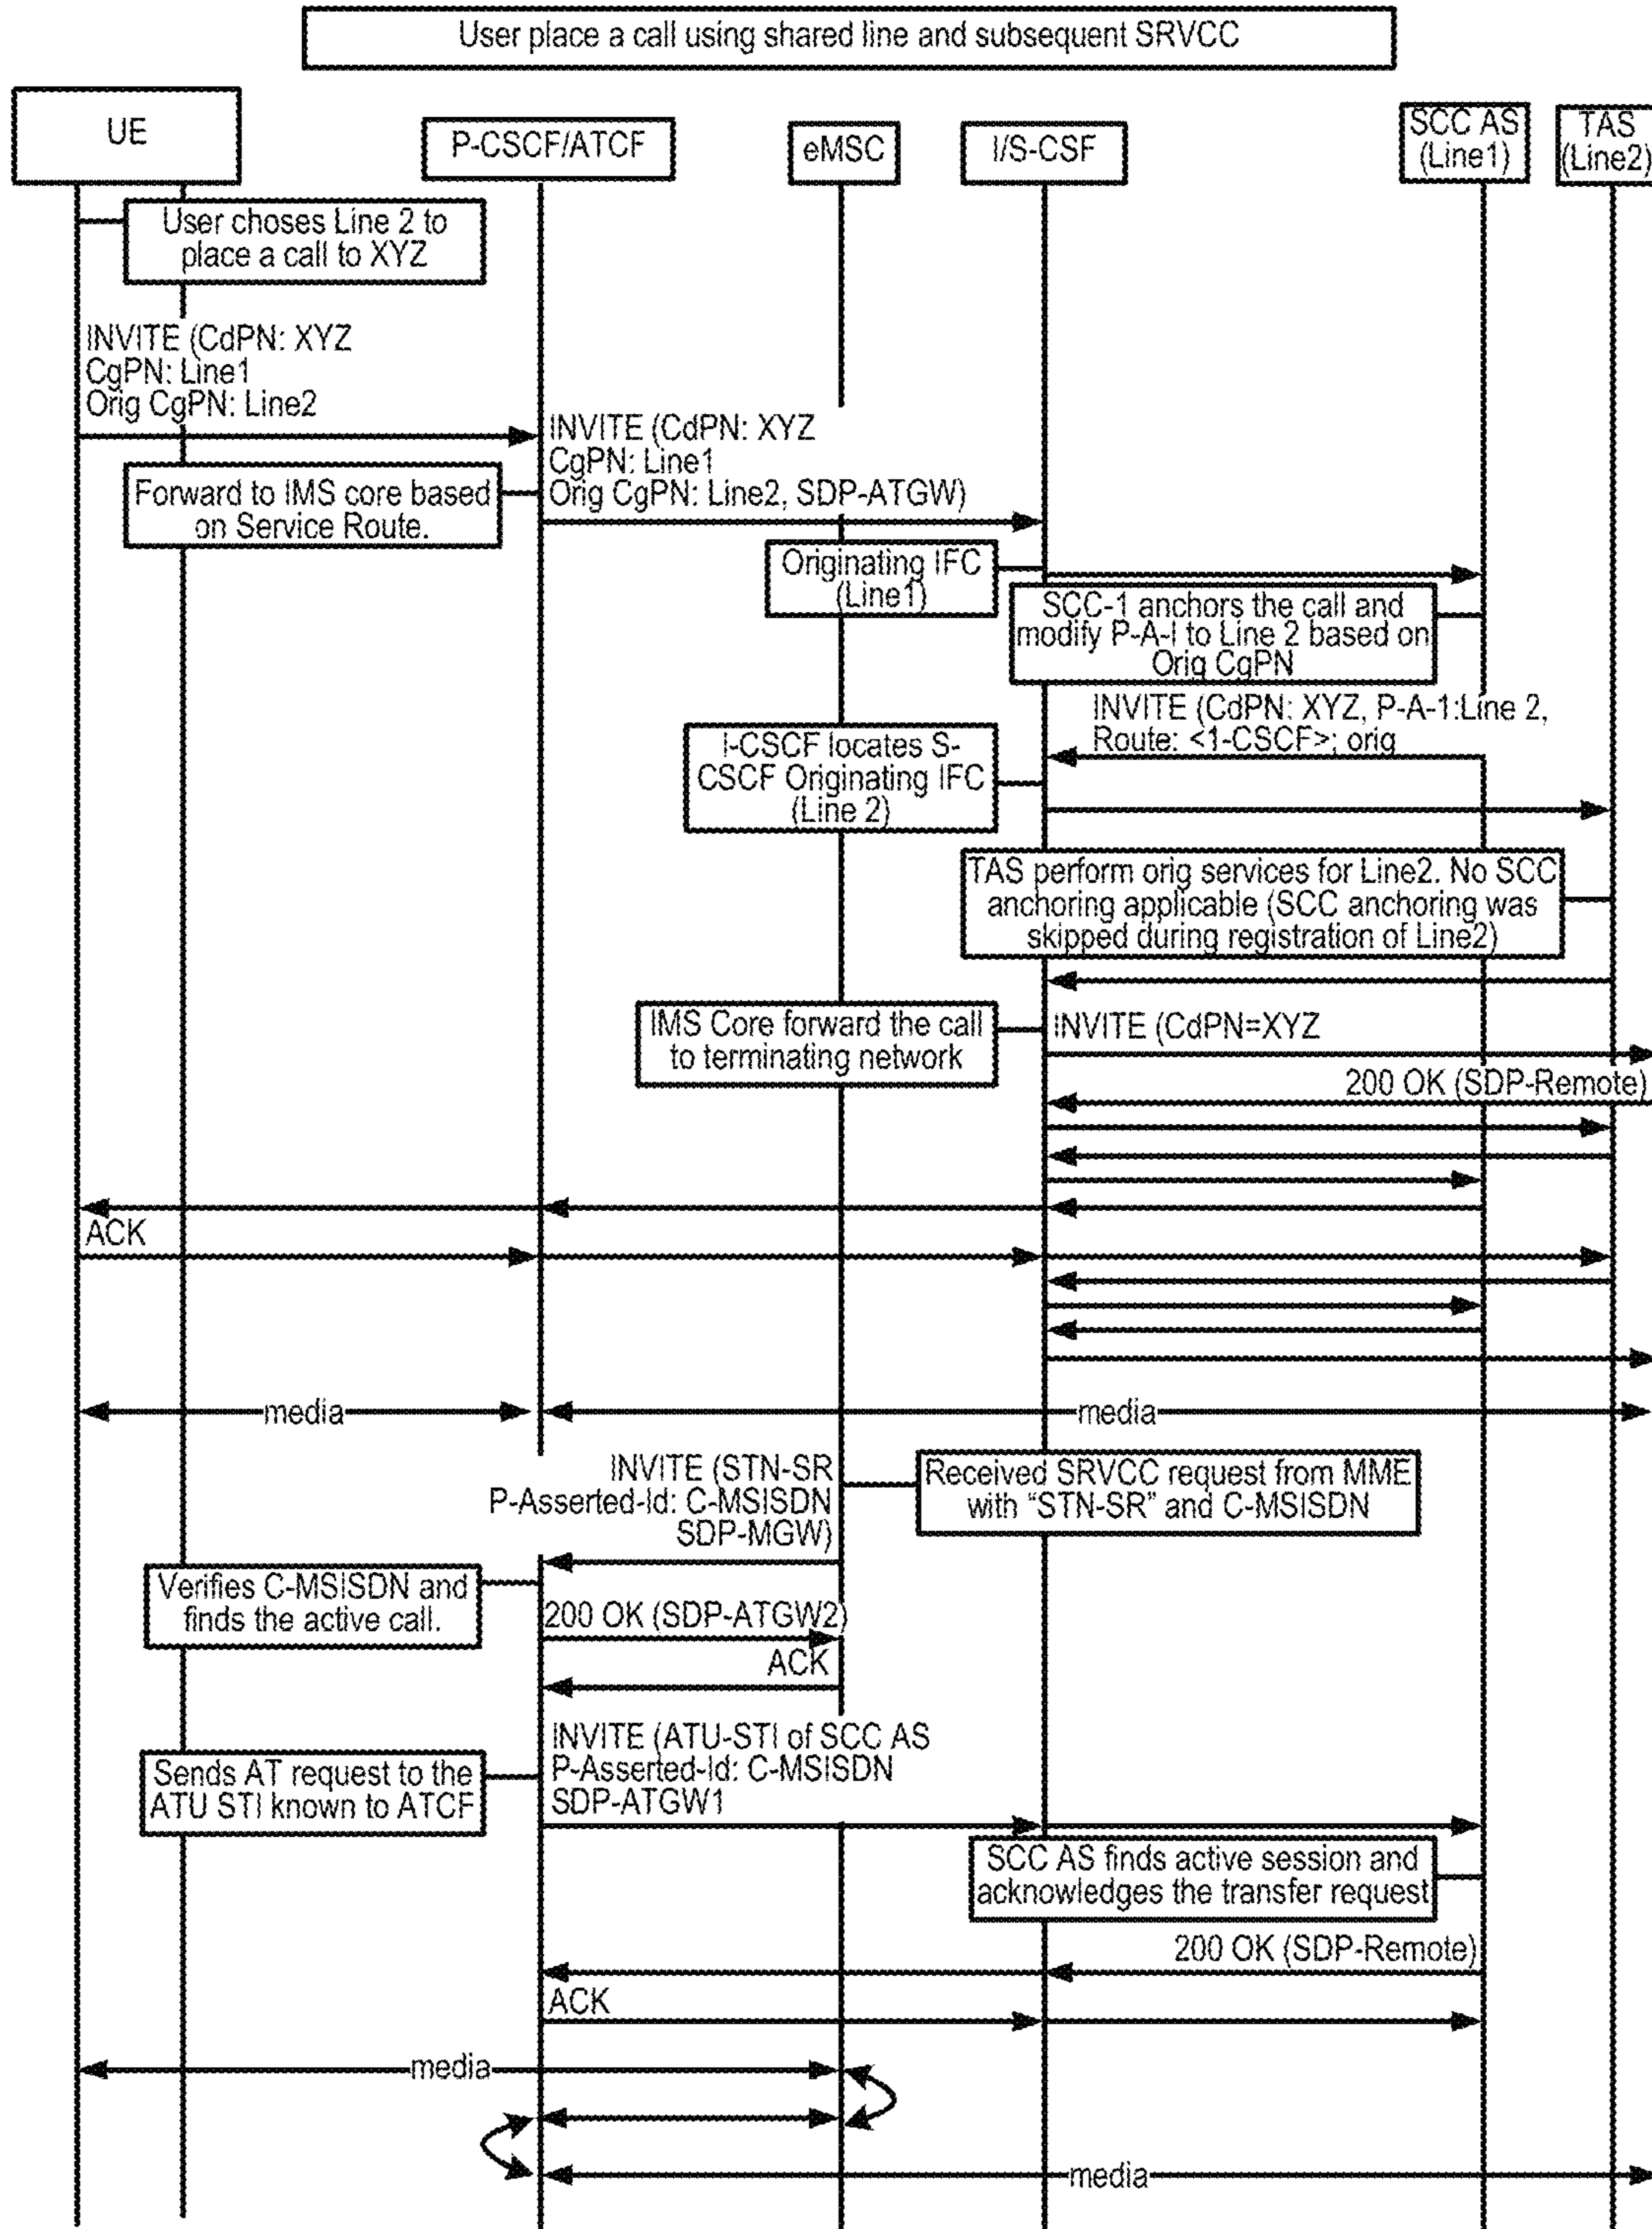 User place a call using shared line and subsequent SRVCC
UE
P-CSCF/ATCF
eMSC
I/S-CSF
SCC AS
(Line1)
TAS
(Line2)
User choses Line 2 to
place a call to XYZ
INVITE (CdPN: XYZ
CgPN: Line1
Orig CgPN: Line2
INVITE (CdPN: XYZ
CgPN: Line1
Orig CgPN: Line2, SDP-ATGW)
Forward to IMS core based
on Service Route.
Originating IFC
(Line1)
SCC-1 anchors the call and
modify P-A-I to Line 2 based on
Orig CgPN
INVITE (CdPN: XYZ, P-A-1:Line 2,
Route: <1-CSCF>; orig
I-CSCF locates S-
CSCF Originating IFC
(Line 2)
TAS perform orig services for Line2. No SCC
anchoring applicable (SCC anchoring was
skipped during registration of Line2)
IMS Core forward the call
to terminating network
INVITE (CdPN=XYZ
200 OK (SDP-Remote)
ACK
media
media
INVITE (STN-SR
P-Asserted-Id: C-MSISDN
SDP-MGW)
Received SRVCC request from MME
with “STN-SR” and C-MSISDN
Verifies C-MSISDN and
finds the active call.
200 OK (SDP-ATGW2)
ACK
INVITE (ATU-STI of SCC AS
P-Asserted-Id: C-MSISDN
SDP-ATGW1
Sends AT request to the
ATU STI known to ATCF
SCC AS finds active session and
acknowledges the transfer request
200 OK (SDP-Remote)
ACK
media
media